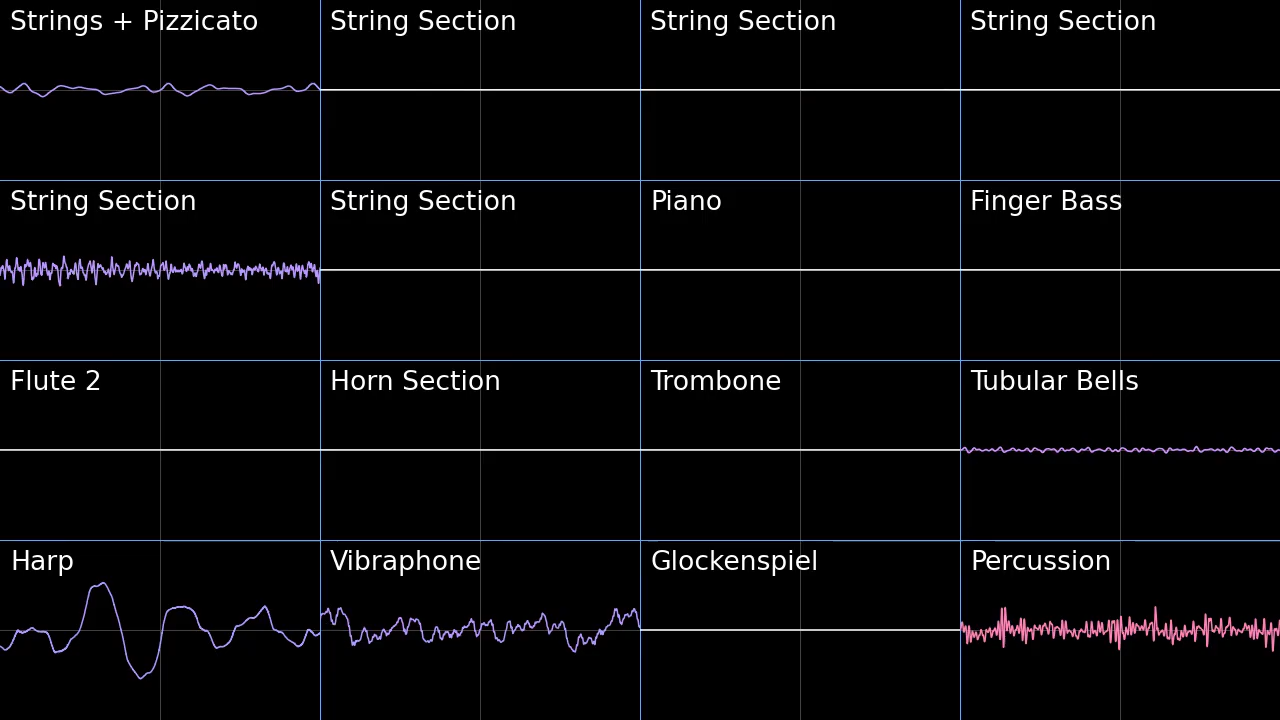 Strings + Pizzicato
String Section
String Section
String Section
String Section
String Section
Piano
Finger Bass
Flute 2
Horn Section
Trombone
Tubular Bells
Harp
Vibraphone
Glockenspiel
Percussion